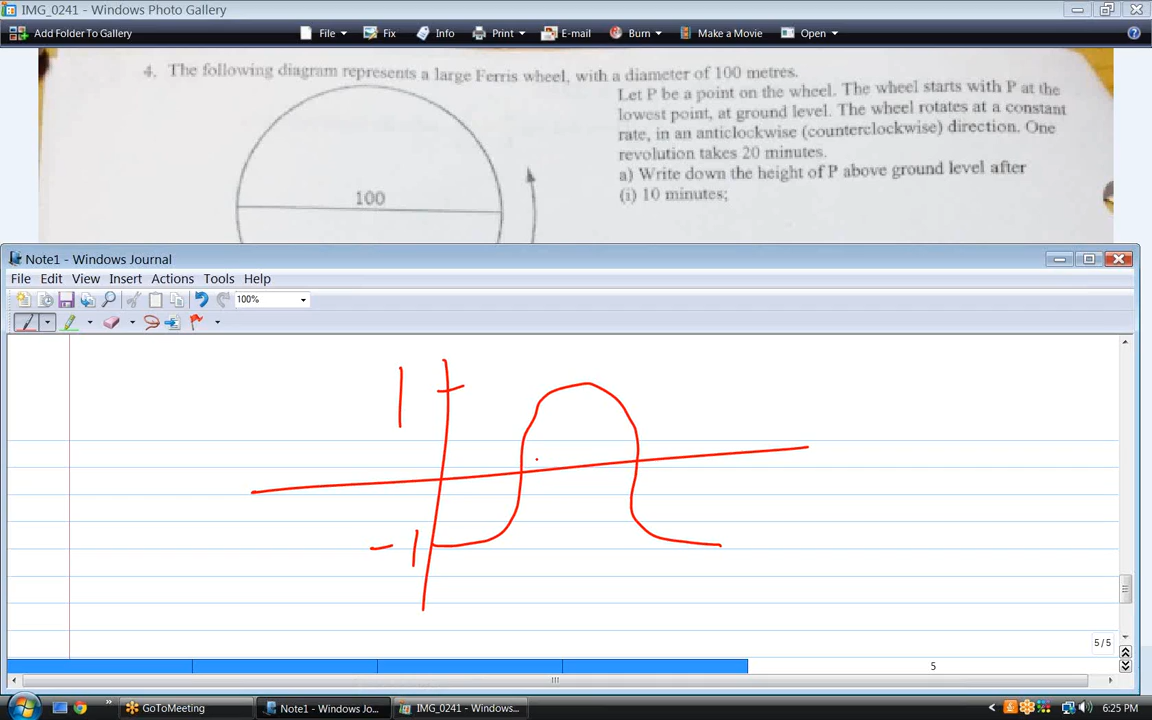 IMG_0241 - Windows Photo Gallery
Add Folder To Gallery File Fix Info Print E-mail Burn Make a Movie Open
4. The following diagram represents a large Ferris wheel, with a diameter of 100 metres.
Let P be a point on the wheel. The wheel starts with P at the
lowest point, at ground level. The wheel rotates at a constant
rate, in an anticlockwise (counterclockwise) direction. One
revolution takes 20 minutes.
a) Write down the height of P above ground level after
(i) 10 minutes;
100
Note1 - Windows Journal
File Edit View Insert Actions Tools Help
100%
1
-1
5/5
5
GoToMeeting Note1 - Windows Jo... IMG_0241 - Windows... 6:25 PM